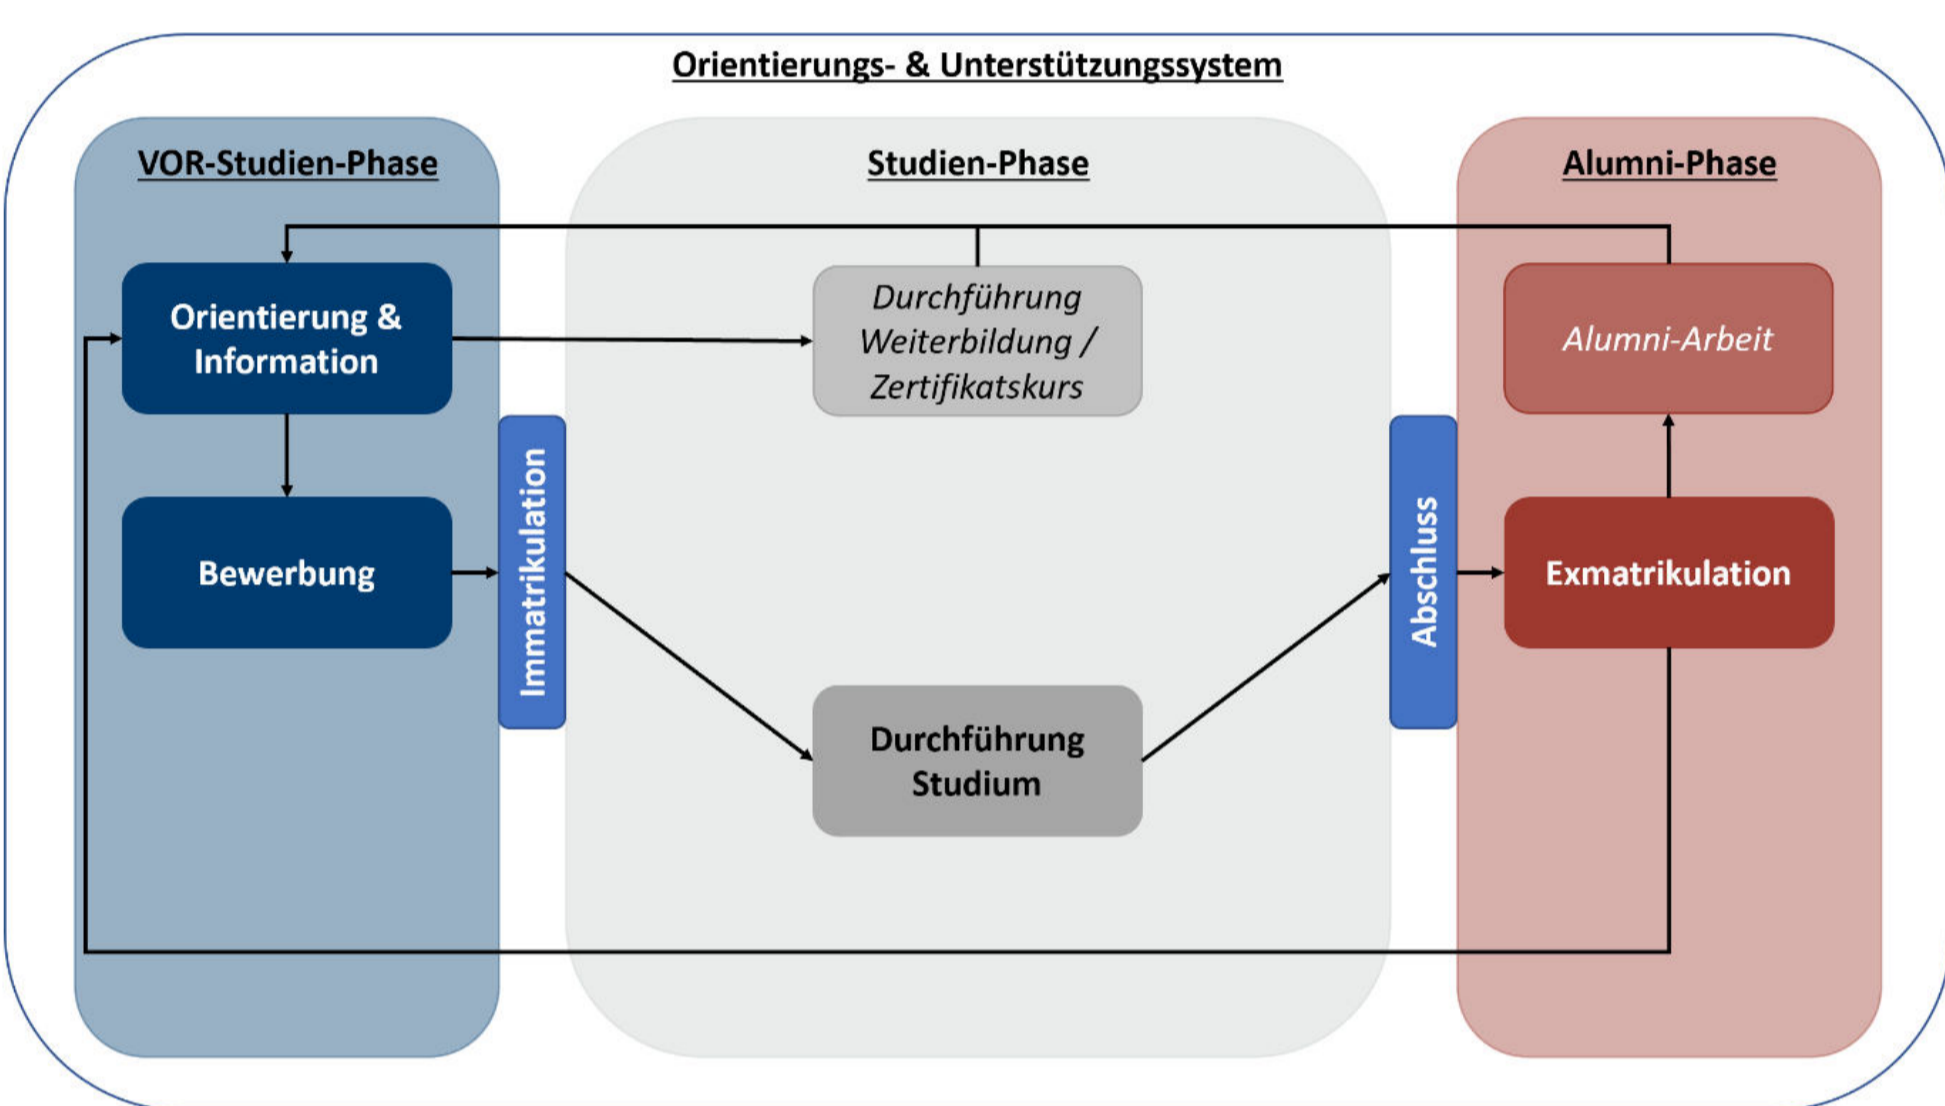 Orientierungs- & Unterstützungssystem
VOR-Studien-Phase
Studien-Phase
Alumni-Phase
Orientierung &
Information
Durchführung
Weiterbildung /
Zertifikatskurs
Alumni-Arbeit
Bewerbung
Immatrikulation
Abschluss
Exmatrikulation
Durchführung
Studium